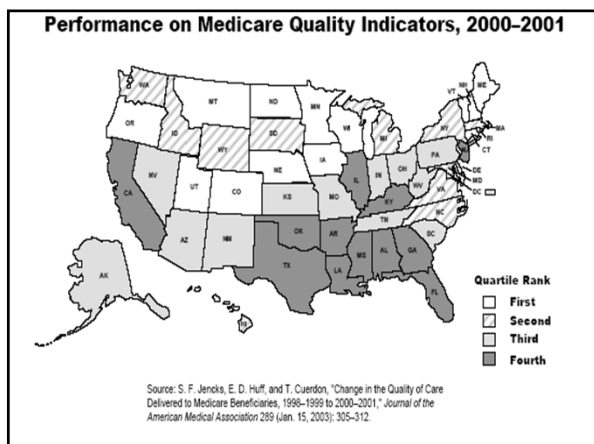 Performance on Medicare Quality Indicators, 2000–2001
WA
MT
ND
MN
VT
NH
ME
OR
ID
WY
SD
WI
MI
NY
MA
RI
CT
NE
IA
PA
NV
UT
CO
IL
IN
OH
WV
DE
MD
DC
CA
KS
MO
KY
VA
AZ
NM
OK
AR
TN
NC
SC
TX
LA
MS
AL
GA
FL
AK
HI
Quartile Rank
First
Second
Third
Fourth
Source: S. F. Jencks, E. D. Huff, and T. Cuerdon, "Change in the Quality of Care
Delivered to Medicare Beneficiaries, 1998–1999 to 2000–2001," Journal of the
American Medical Association 289 (Jan. 15, 2003): 305–312.